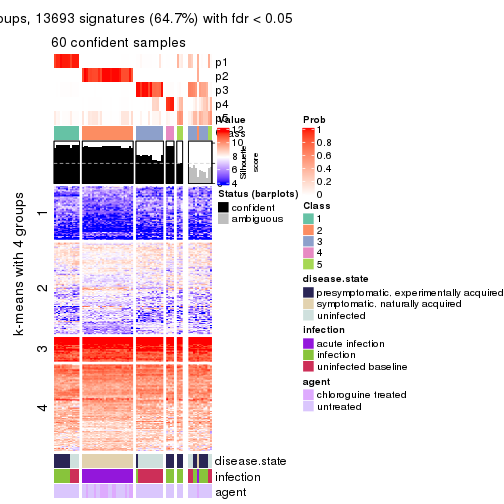 oups, 13693 signatures (64.7%) with fdr < 0.05
60 confident samples
p1
p2
p3
p4
Value
12
10
8
6
4
Silhouette
score
Status (barplots)
confident
ambiguous
k-means with 4 groups
1
2
3
4
disease.state
infection
agent
Prob
1
0.8
0.6
0.4
0.2
0
Class
1
2
3
4
5
disease.state
presymptomatic, experimentally acquired
symptomatic, naturally acquired
uninfected
infection
acute infection
infection
uninfected baseline
agent
chloroguine treated
untreated